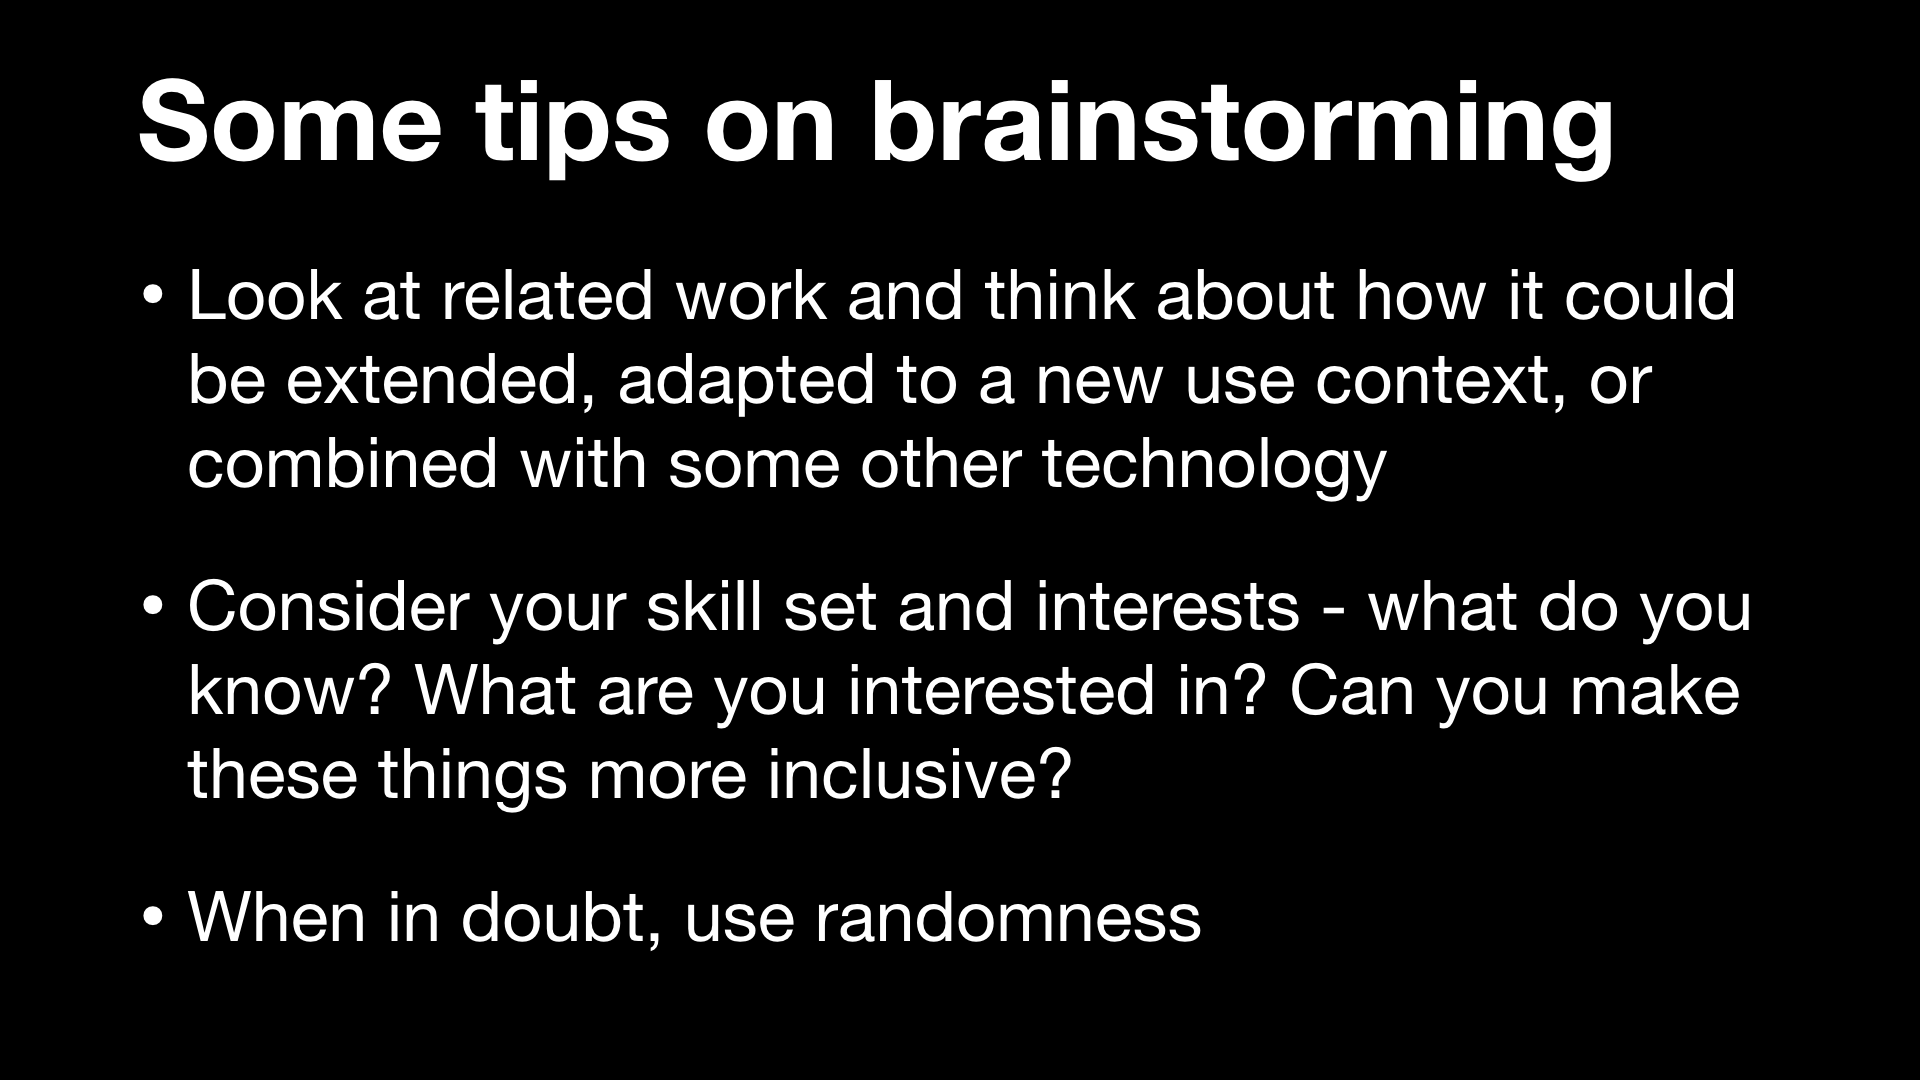 Some tips on brainstorming
• Look at related work and think about how it could
be extended, adapted to a new use context, or
combined with some other technology
• Consider your skill set and interests - what do you
know? What are you interested in? Can you make
these things more inclusive?
• When in doubt, use randomness